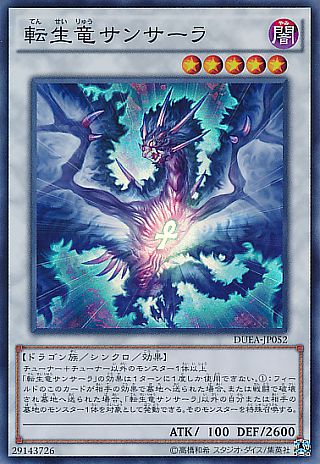 てん せい りゅう
転生竜サンサーラ
やみ
闇
DUEA-JP052
【ドラゴン族／シンクロ／効果】
チューナー＋チューナー以外のモンスター1体以上
「転生竜サンサーラ」の効果は1ターンに1度しか使用できない。①：フィー
ルドのこのカードが相手の効果で墓地へ送られた場合、または戦闘で破壊
され墓地へ送られた場合、「転生竜サンサーラ」以外の自分または相手の墓
地のモンスター1体を対象として発動できる。そのモンスターを特殊召喚する。
ATK/ 100 DEF/2600
29143726
©高橋和希 スタジオ・ダイス/集英社